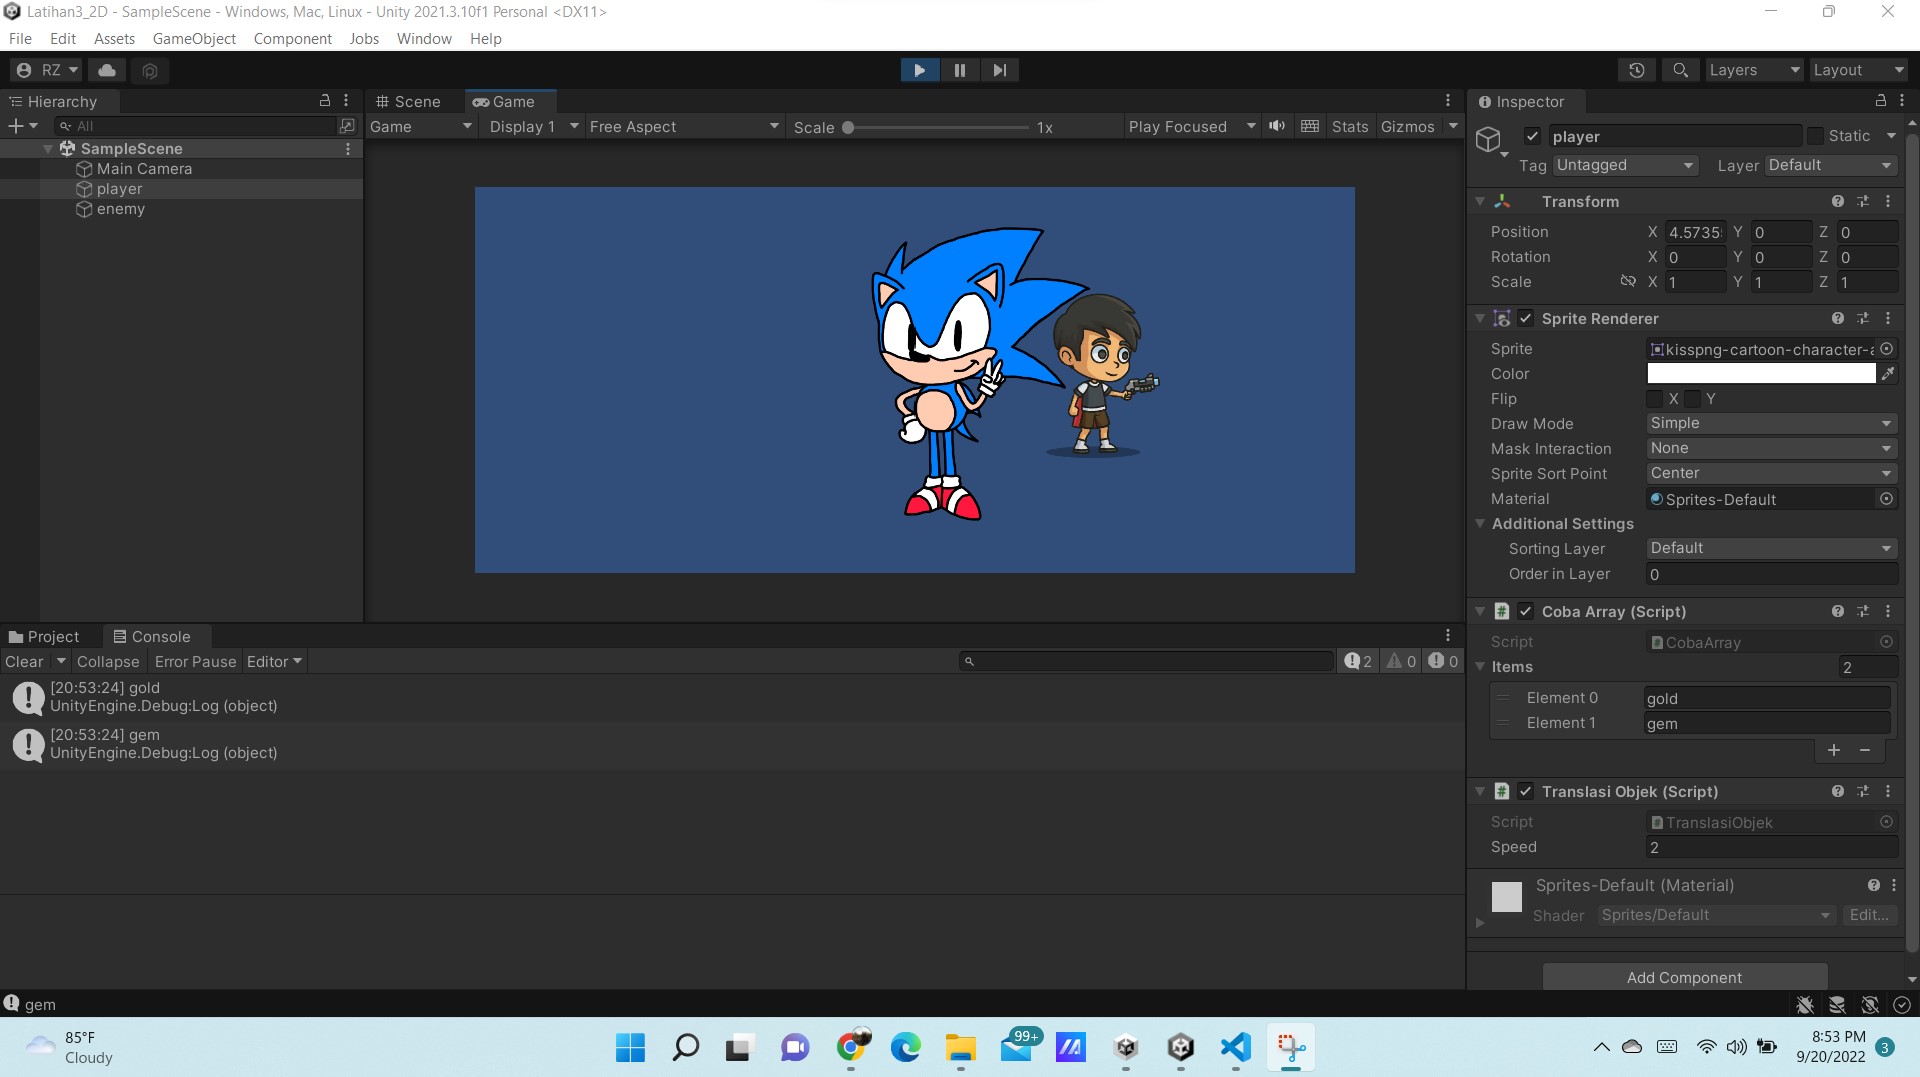 Latihan3_2D - SampleScene - Windows, Mac, Linux - Unity 2021.3.10f1 Personal <DX11>
File Edit Assets GameObject Component Jobs Window Help
RZ
Layers
Layout
Hierarchy
All
SampleScene
Main Camera
player
enemy
Scene
Game
Game
Display 1
Free Aspect
Scale
1x
Play Focused
Stats
Gizmos
Project
Console
Clear
Collapse
Error Pause
Editor
2
0
0
[20:53:24] gold
UnityEngine.Debug:Log (object)
[20:53:24] gem
UnityEngine.Debug:Log (object)
Inspector
player
Static
Tag Untagged
Layer Default
Transform
Position X 4.5735 Y 0 Z 0
Rotation X 0 Y 0 Z 0
Scale X 1 Y 1 Z 1
Sprite Renderer
Sprite kisspng-cartoon-character-a
Color
Flip X Y
Draw Mode Simple
Mask Interaction None
Sprite Sort Point Center
Material Sprites-Default
Additional Settings
Sorting Layer Default
Order in Layer 0
Coba Array (Script)
Script CobaArray
Items 2
Element 0 gold
Element 1 gem
Translasi Objek (Script)
Script TranslasiObjek
Speed 2
Sprites-Default (Material)
Shader Sprites/Default Edit...
Add Component
gem
85°F
Cloudy
99+
8:53 PM
9/20/2022
3